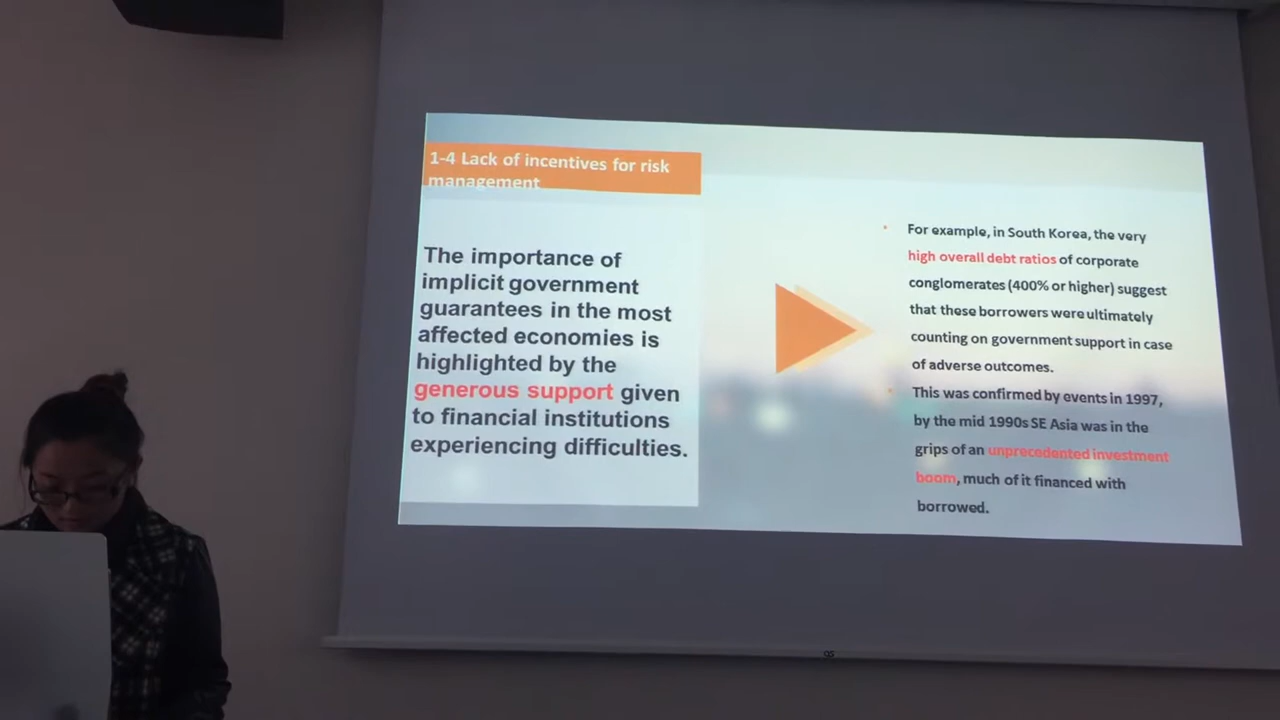 1-4 Lack of incentives for risk
management
The importance of
implicit government
guarantees in the most
affected economies is
highlighted by the
generous support given
to financial institutions
experiencing difficulties.
• For example, in South Korea, the very
high overall debt ratios of corporate
conglomerates (400% or higher) suggest
that these borrowers were ultimately
counting on government support in case
of adverse outcomes.
• This was confirmed by events in 1997,
by the mid 1990s SE Asia was in the
grips of an unprecedented investment
boom, much of it financed with
borrowed.